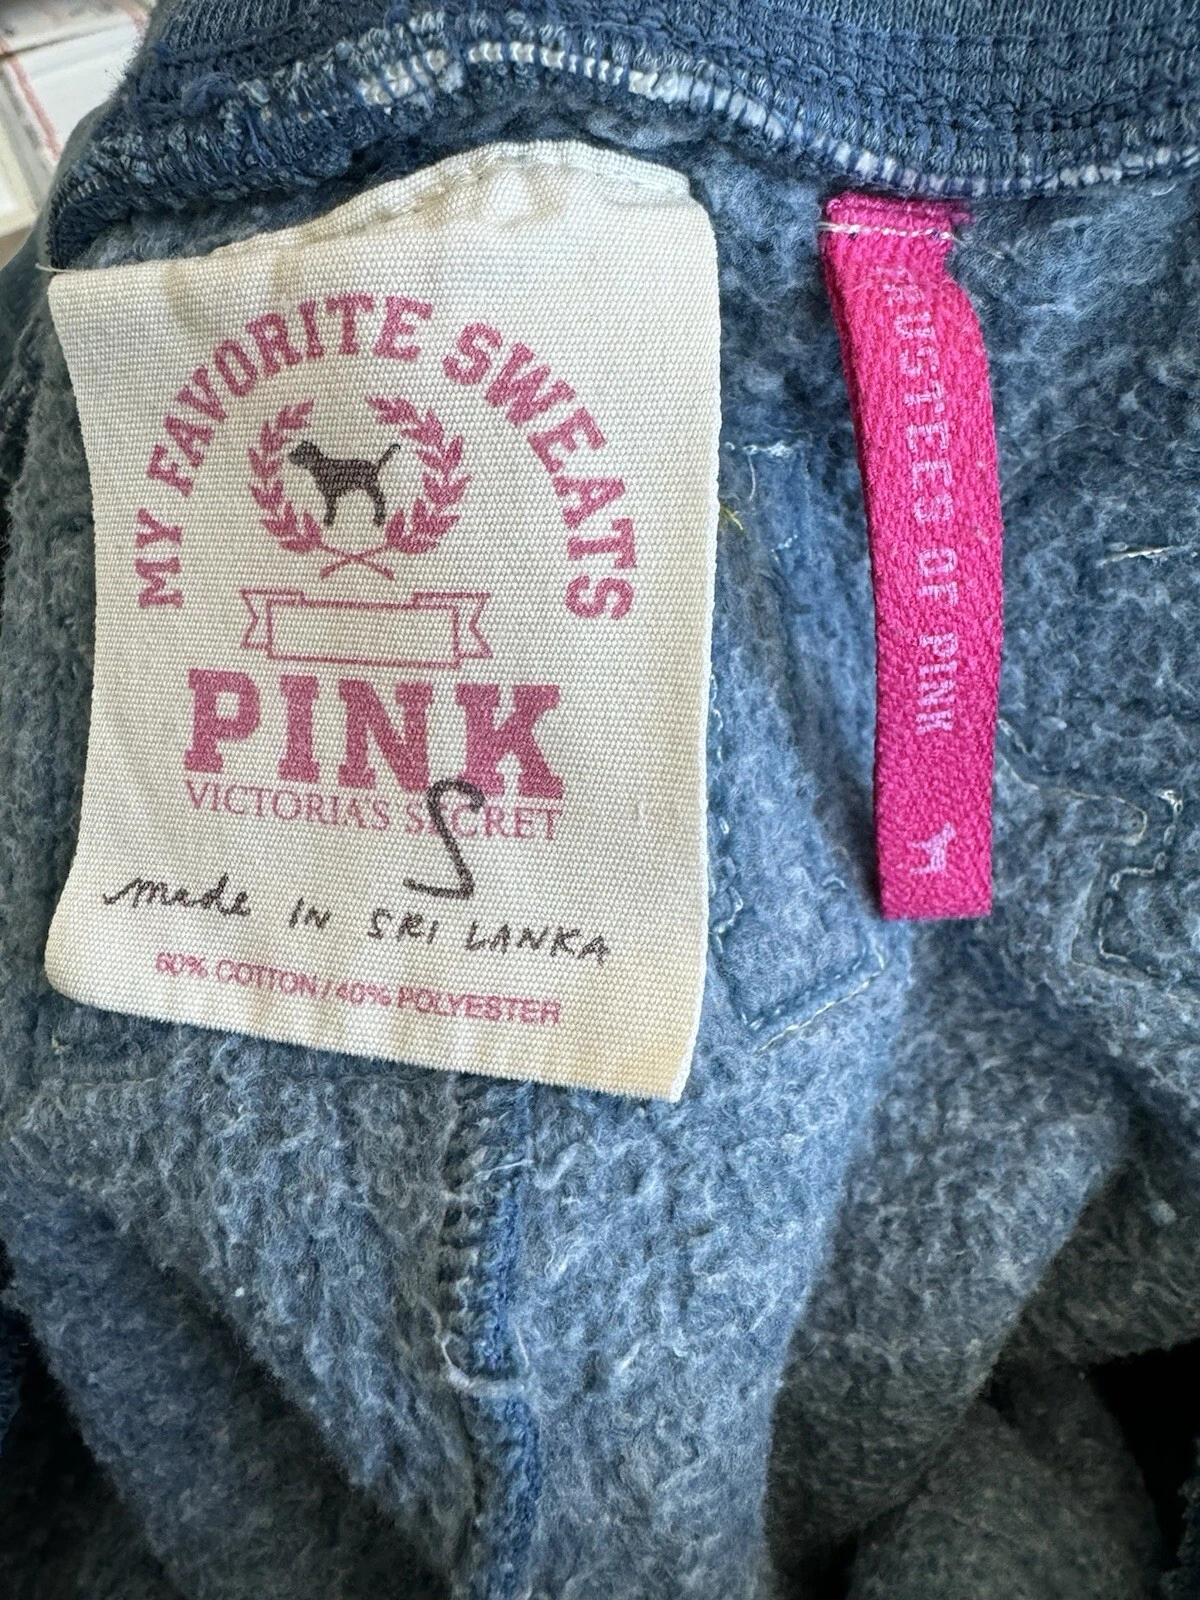 MY FAVORITE SWEATS
PINK
VICTORIA'S SECRET
S
made IN SRI LANKA
60% COTTON / 40% POLYESTER
TRUSTEES OF PINK